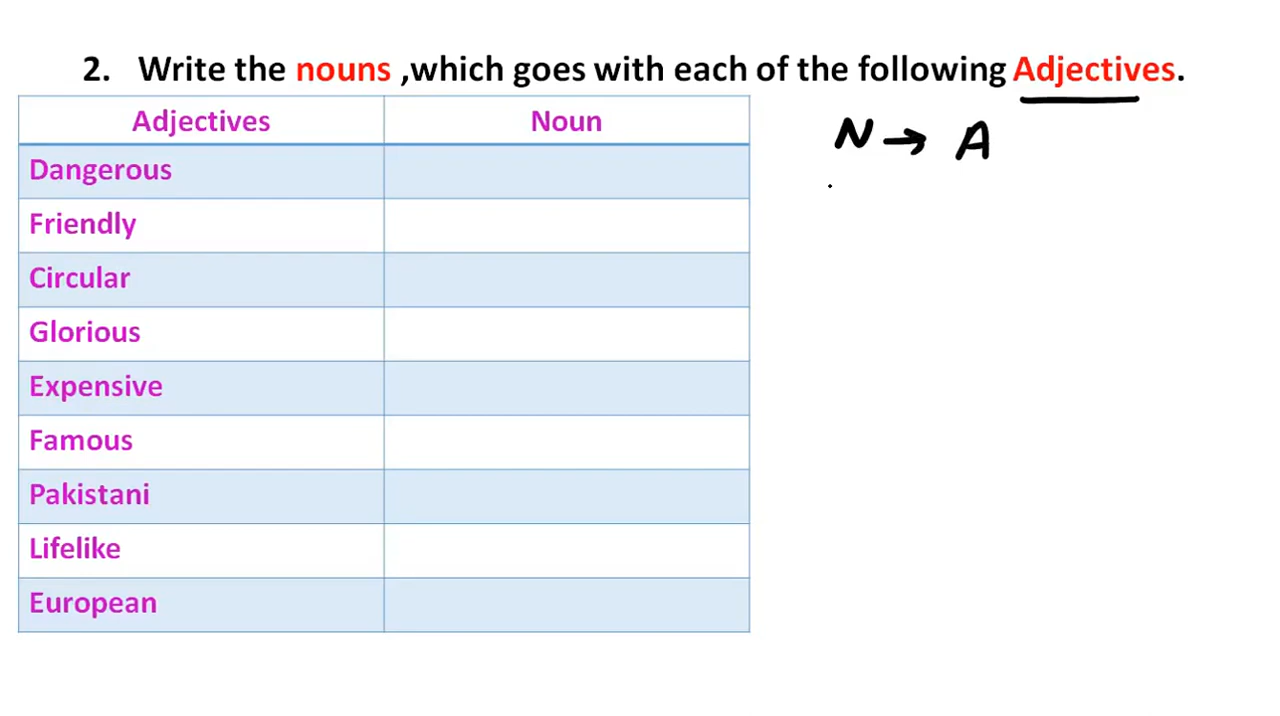 2. Write the nouns ,which goes with each of the following Adjectives.
Adjectives Noun
N → A
Dangerous
Friendly
Circular
Glorious
Expensive
Famous
Pakistani
Lifelike
European